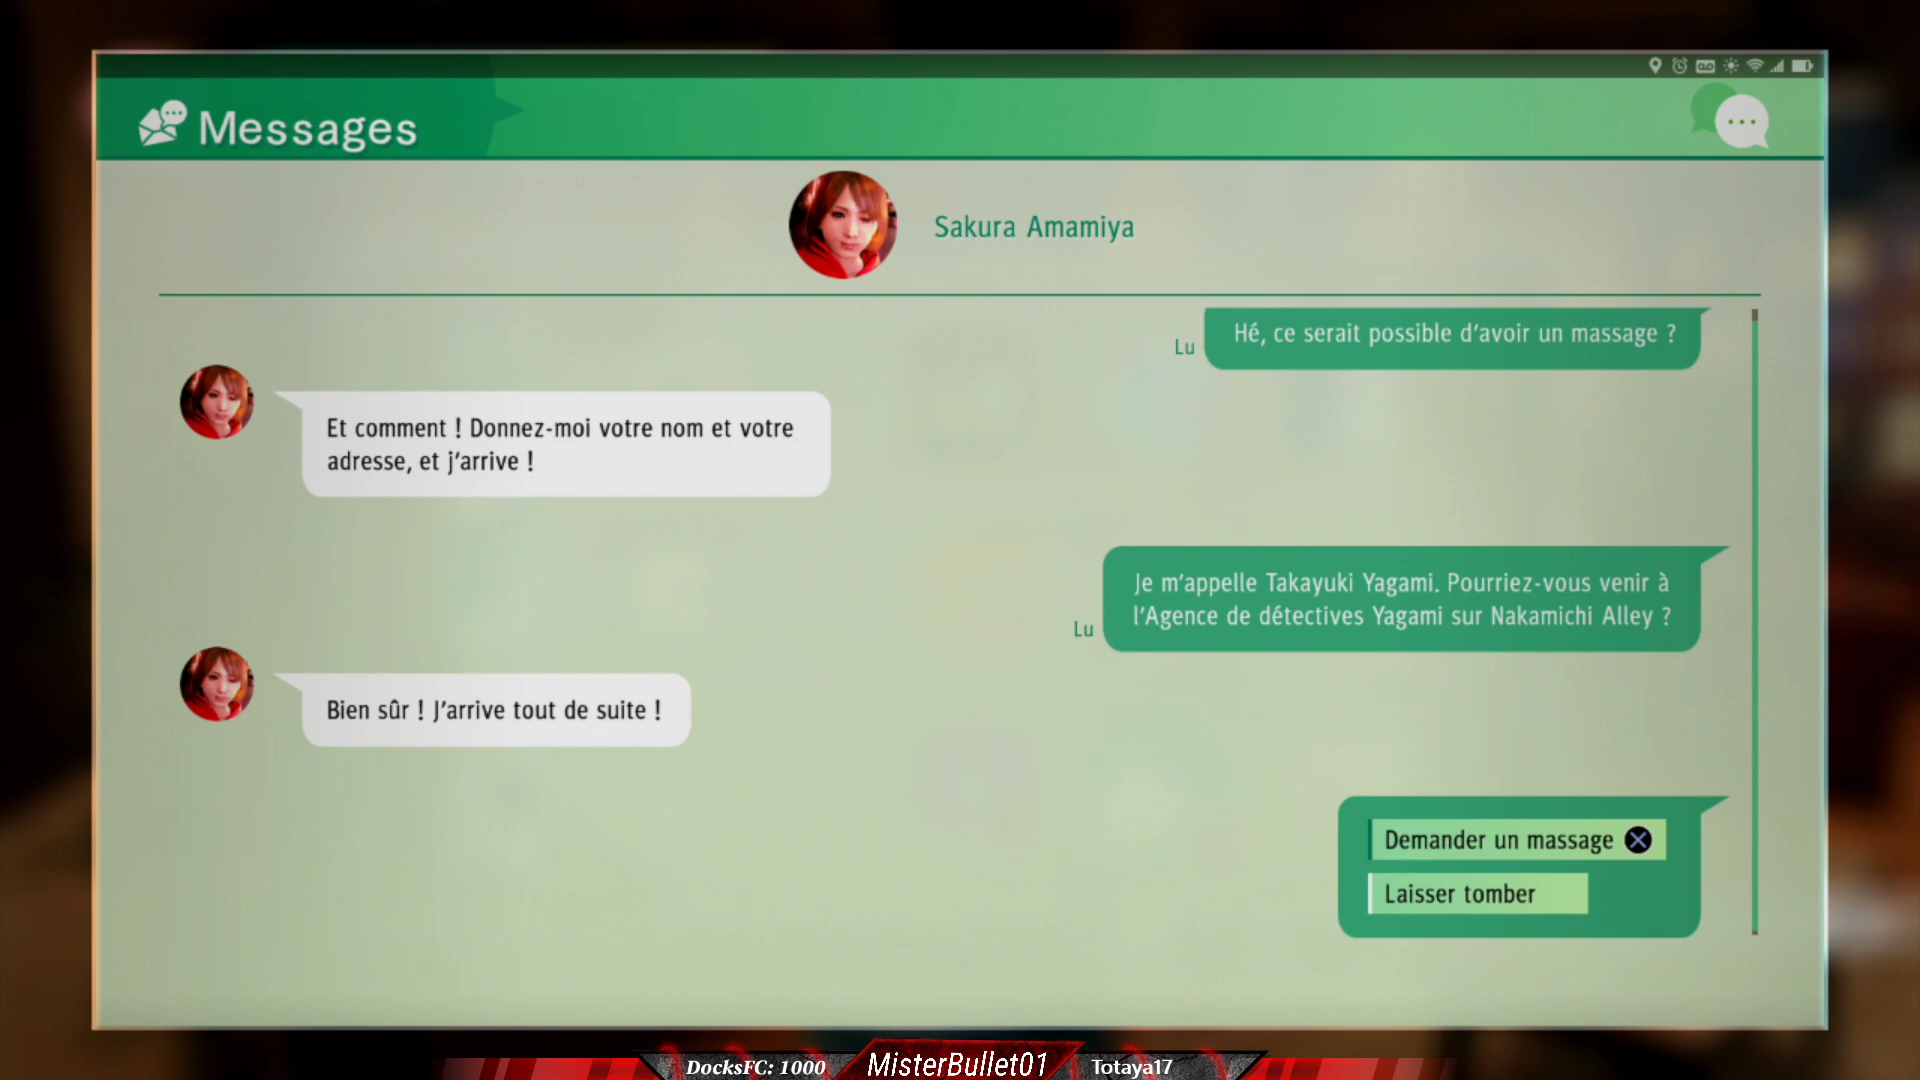 Messages
Sakura Amamiya
Hé, ce serait possible d'avoir un massage ?
Lu
Et comment ! Donnez-moi votre nom et votre
adresse, et j'arrive !
Je m'appelle Takayuki Yagami. Pourriez-vous venir à
l'Agence de détectives Yagami sur Nakamichi Alley ?
Lu
Bien sûr ! J'arrive tout de suite !
Demander un massage
Laisser tomber
DocksFC: 1000
MisterBullet01
Totaya17